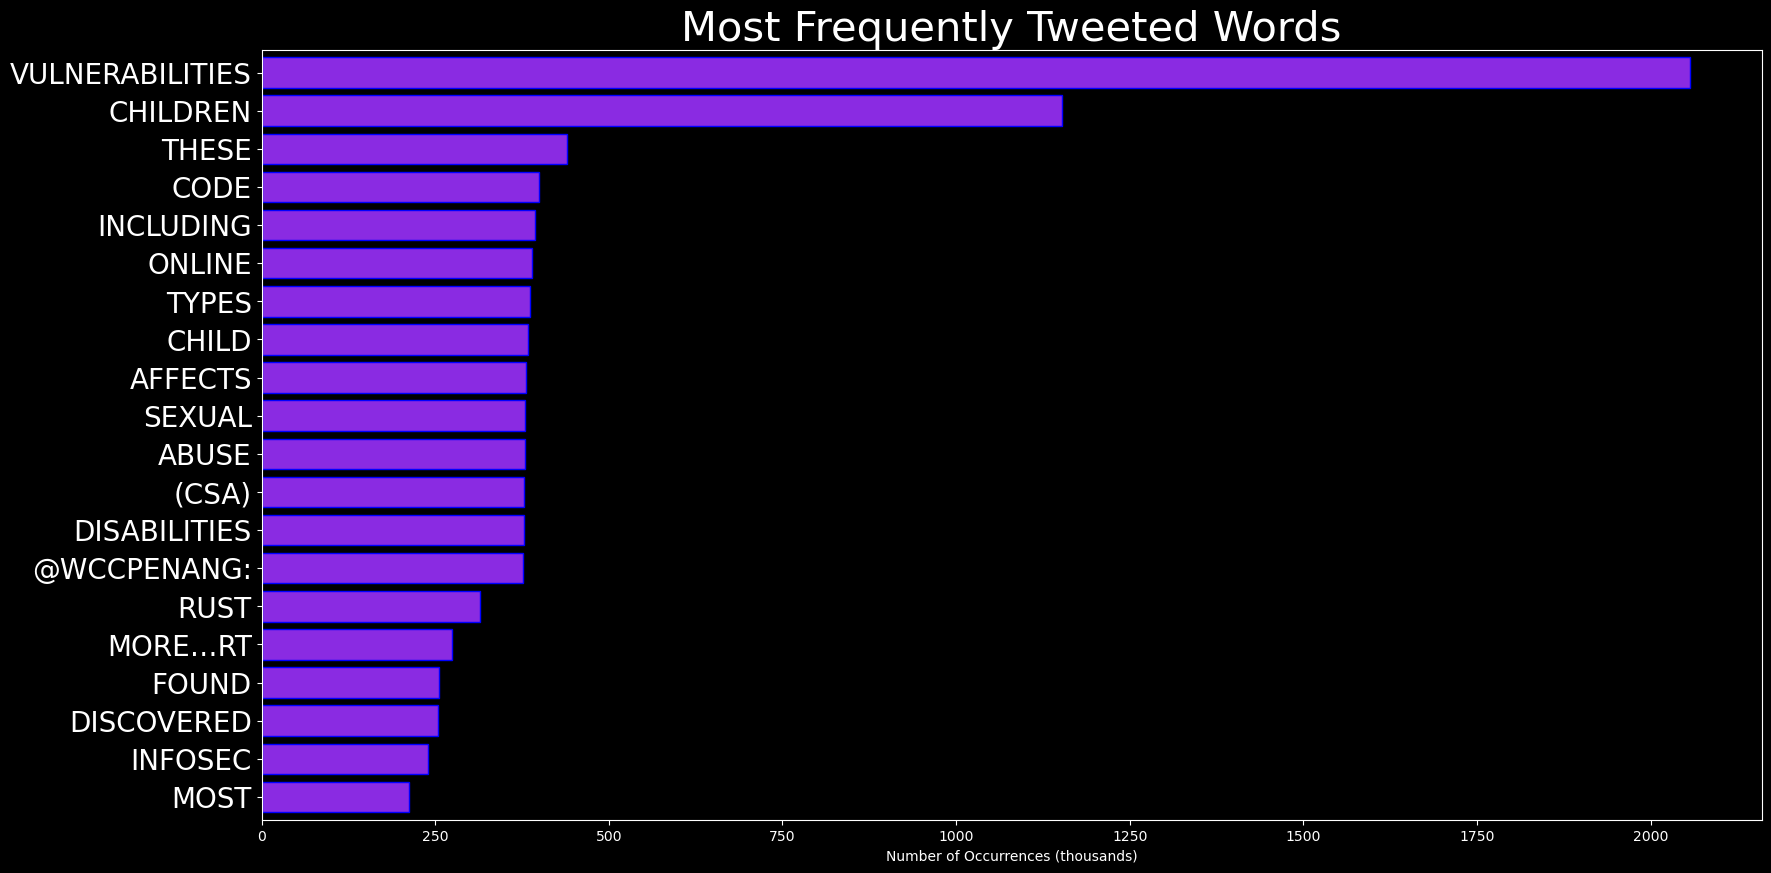 Most Frequently Tweeted Words
VULNERABILITIES
CHILDREN
THESE
CODE
INCLUDING
ONLINE
TYPES
CHILD
AFFECTS
SEXUAL
ABUSE
(CSA)
DISABILITIES
@WCCPENANG:
RUST
MORE…RT
FOUND
DISCOVERED
INFOSEC
MOST
0 250 500 750 1000 1250 1500 1750 2000
Number of Occurrences (thousands)